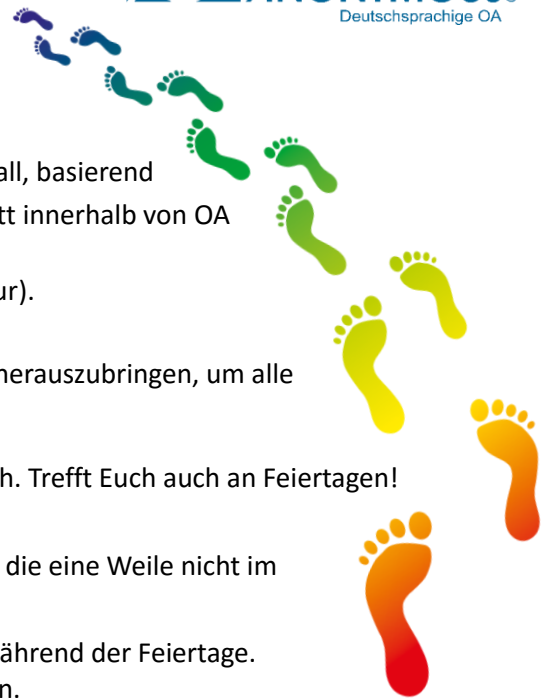 Deutschsprachige OA
all, basierend
tt innerhalb von OA
ur).
herauszubringen, um alle
h. Trefft Euch auch an Feiertagen!
die eine Weile nicht im
ährend der Feiertage.
n.